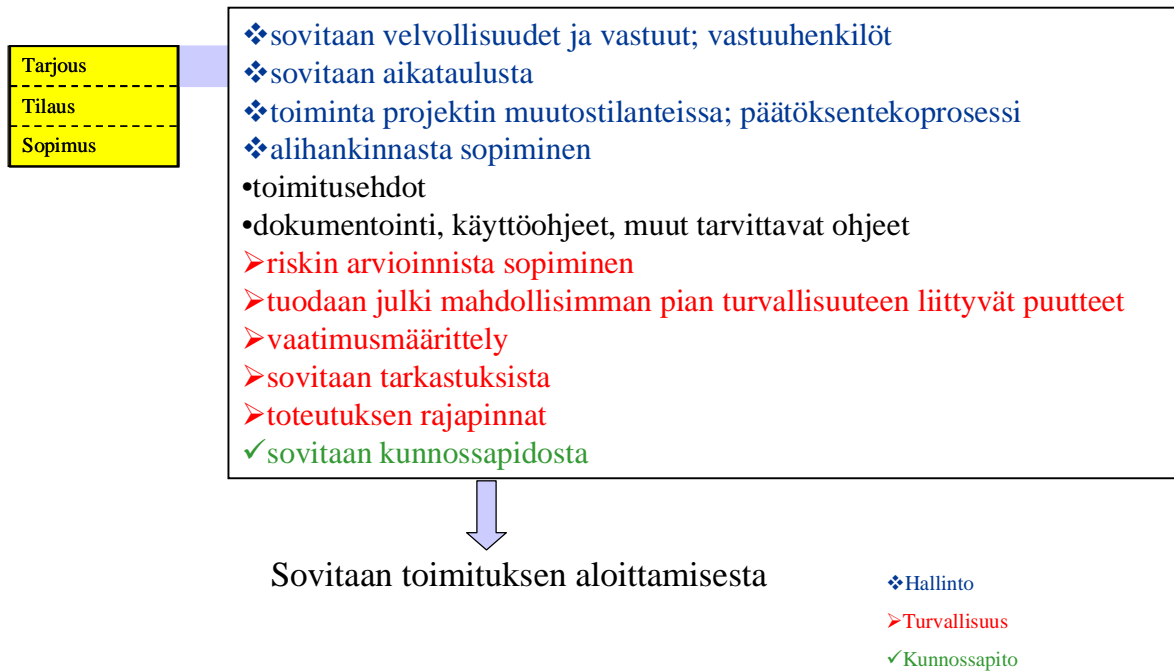 Tarjous
Tilaus
Sopimus
❖sovitaan velvollisuudet ja vastuut; vastuuhenkilöt
❖sovitaan aikataulusta
❖toiminta projektin muutostilanteissa; päätöksentekoprosessi
❖alihankinnasta sopiminen
•toimitusehdot
•dokumentointi, käyttöohjeet, muut tarvittavat ohjeet
➢riskin arvioinnista sopiminen
➢tuodaan julki mahdollisimman pian turvallisuuteen liittyvät puutteet
➢vaatimusmäärittely
➢sovitaan tarkastuksista
➢toteutuksen rajapinnat
✓sovitaan kunnossapidosta
Sovitaan toimituksen aloittamisesta
❖Hallinto
➢Turvallisuus
✓Kunnossapito